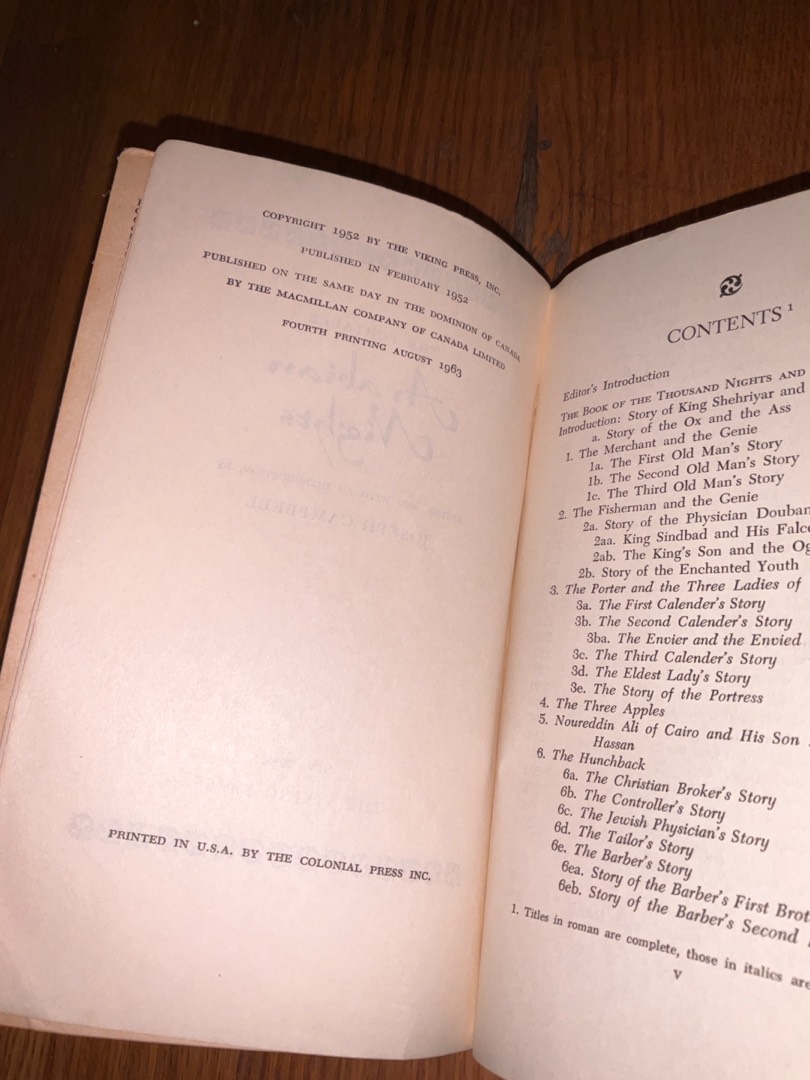 COPYRIGHT 1952 BY THE VIKING PRESS, INC.
PUBLISHED IN FEBRUARY 1952
PUBLISHED ON THE SAME DAY IN THE DOMINION OF CANADA
BY THE MACMILLAN COMPANY OF CANADA LIMITED
FOURTH PRINTING AUGUST 1963
PRINTED IN U.S.A. BY THE COLONIAL PRESS INC.
CONTENTS 1
Editor's Introduction
THE BOOK OF THE THOUSAND NIGHTS AND
Introduction: Story of King Shehriyar and
a. Story of the Ox and the Ass
1. The Merchant and the Genie
1a. The First Old Man's Story
1b. The Second Old Man's Story
1c. The Third Old Man's Story
2. The Fisherman and the Genie
2a. Story of the Physician Douban
2aa. King Sindbad and His
2ab. The King's Son and the
2b. Story of the Enchanted Youth
3. The Porter and the Three Ladies of
3a. The First Calender's Story
3b. The Second Calender's Story
3ba. The Envier and the Envied
3c. The Third Calender's Story
3d. The Eldest Lady's Story
3e. The Story of the Portress
4. The Three Apples
5. Noureddin Ali of Cairo and His Son
Hassan
6. The Hunchback
6a. The Christian Broker's Story
6b. The Controller's Story
6c. The Jewish Physician's Story
6d. The Tailor's Story
6e. The Barber's Story
6ea. Story of the Barber's First
6eb. Story of the Barber's Second
1. Titles in roman are complete, those in italics are
V